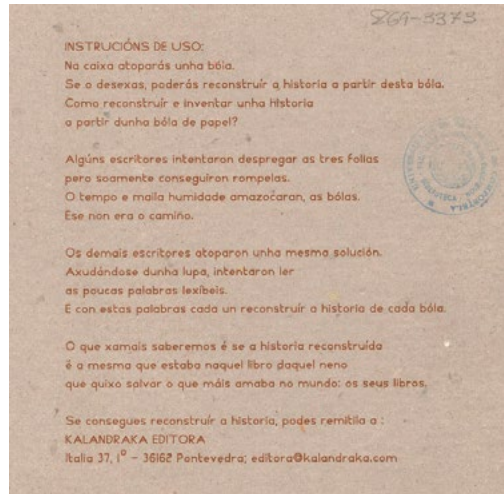 869-3373
INSTRUCIÓNS DE USO:
Na caixa atoparás unha bóla.
Se o desexas, poderás reconstruír a historia a partir desta bóla.
Como reconstruír e inventar unha historia
a partir dunha bóla de papel?
Algúns escritores intentaron despregar as tres follas
pero soamente conseguiron rompelas.
O tempo e maila humidade amazocaran, as bólas.
Ese non era o camiño.
Os demais escritores atoparon unha mesma solución.
Axudándose dunha lupa, intentaron ler
as poucas palabras lexíbeis.
E con estas palabras cada un reconstruír a historia de cada bóla.
O que xamais saberemos é se a historia reconstruída
é a mesma que estaba naquel libro daquel neno
que quixo salvar o que máis amaba no mundo: os seus libros.
Se consegues reconstruír a historia, podes remitila a :
KALANDRAKA EDITORA
Italia 37, 1º - 36162 Pontevedra; editora@kalandraka.com